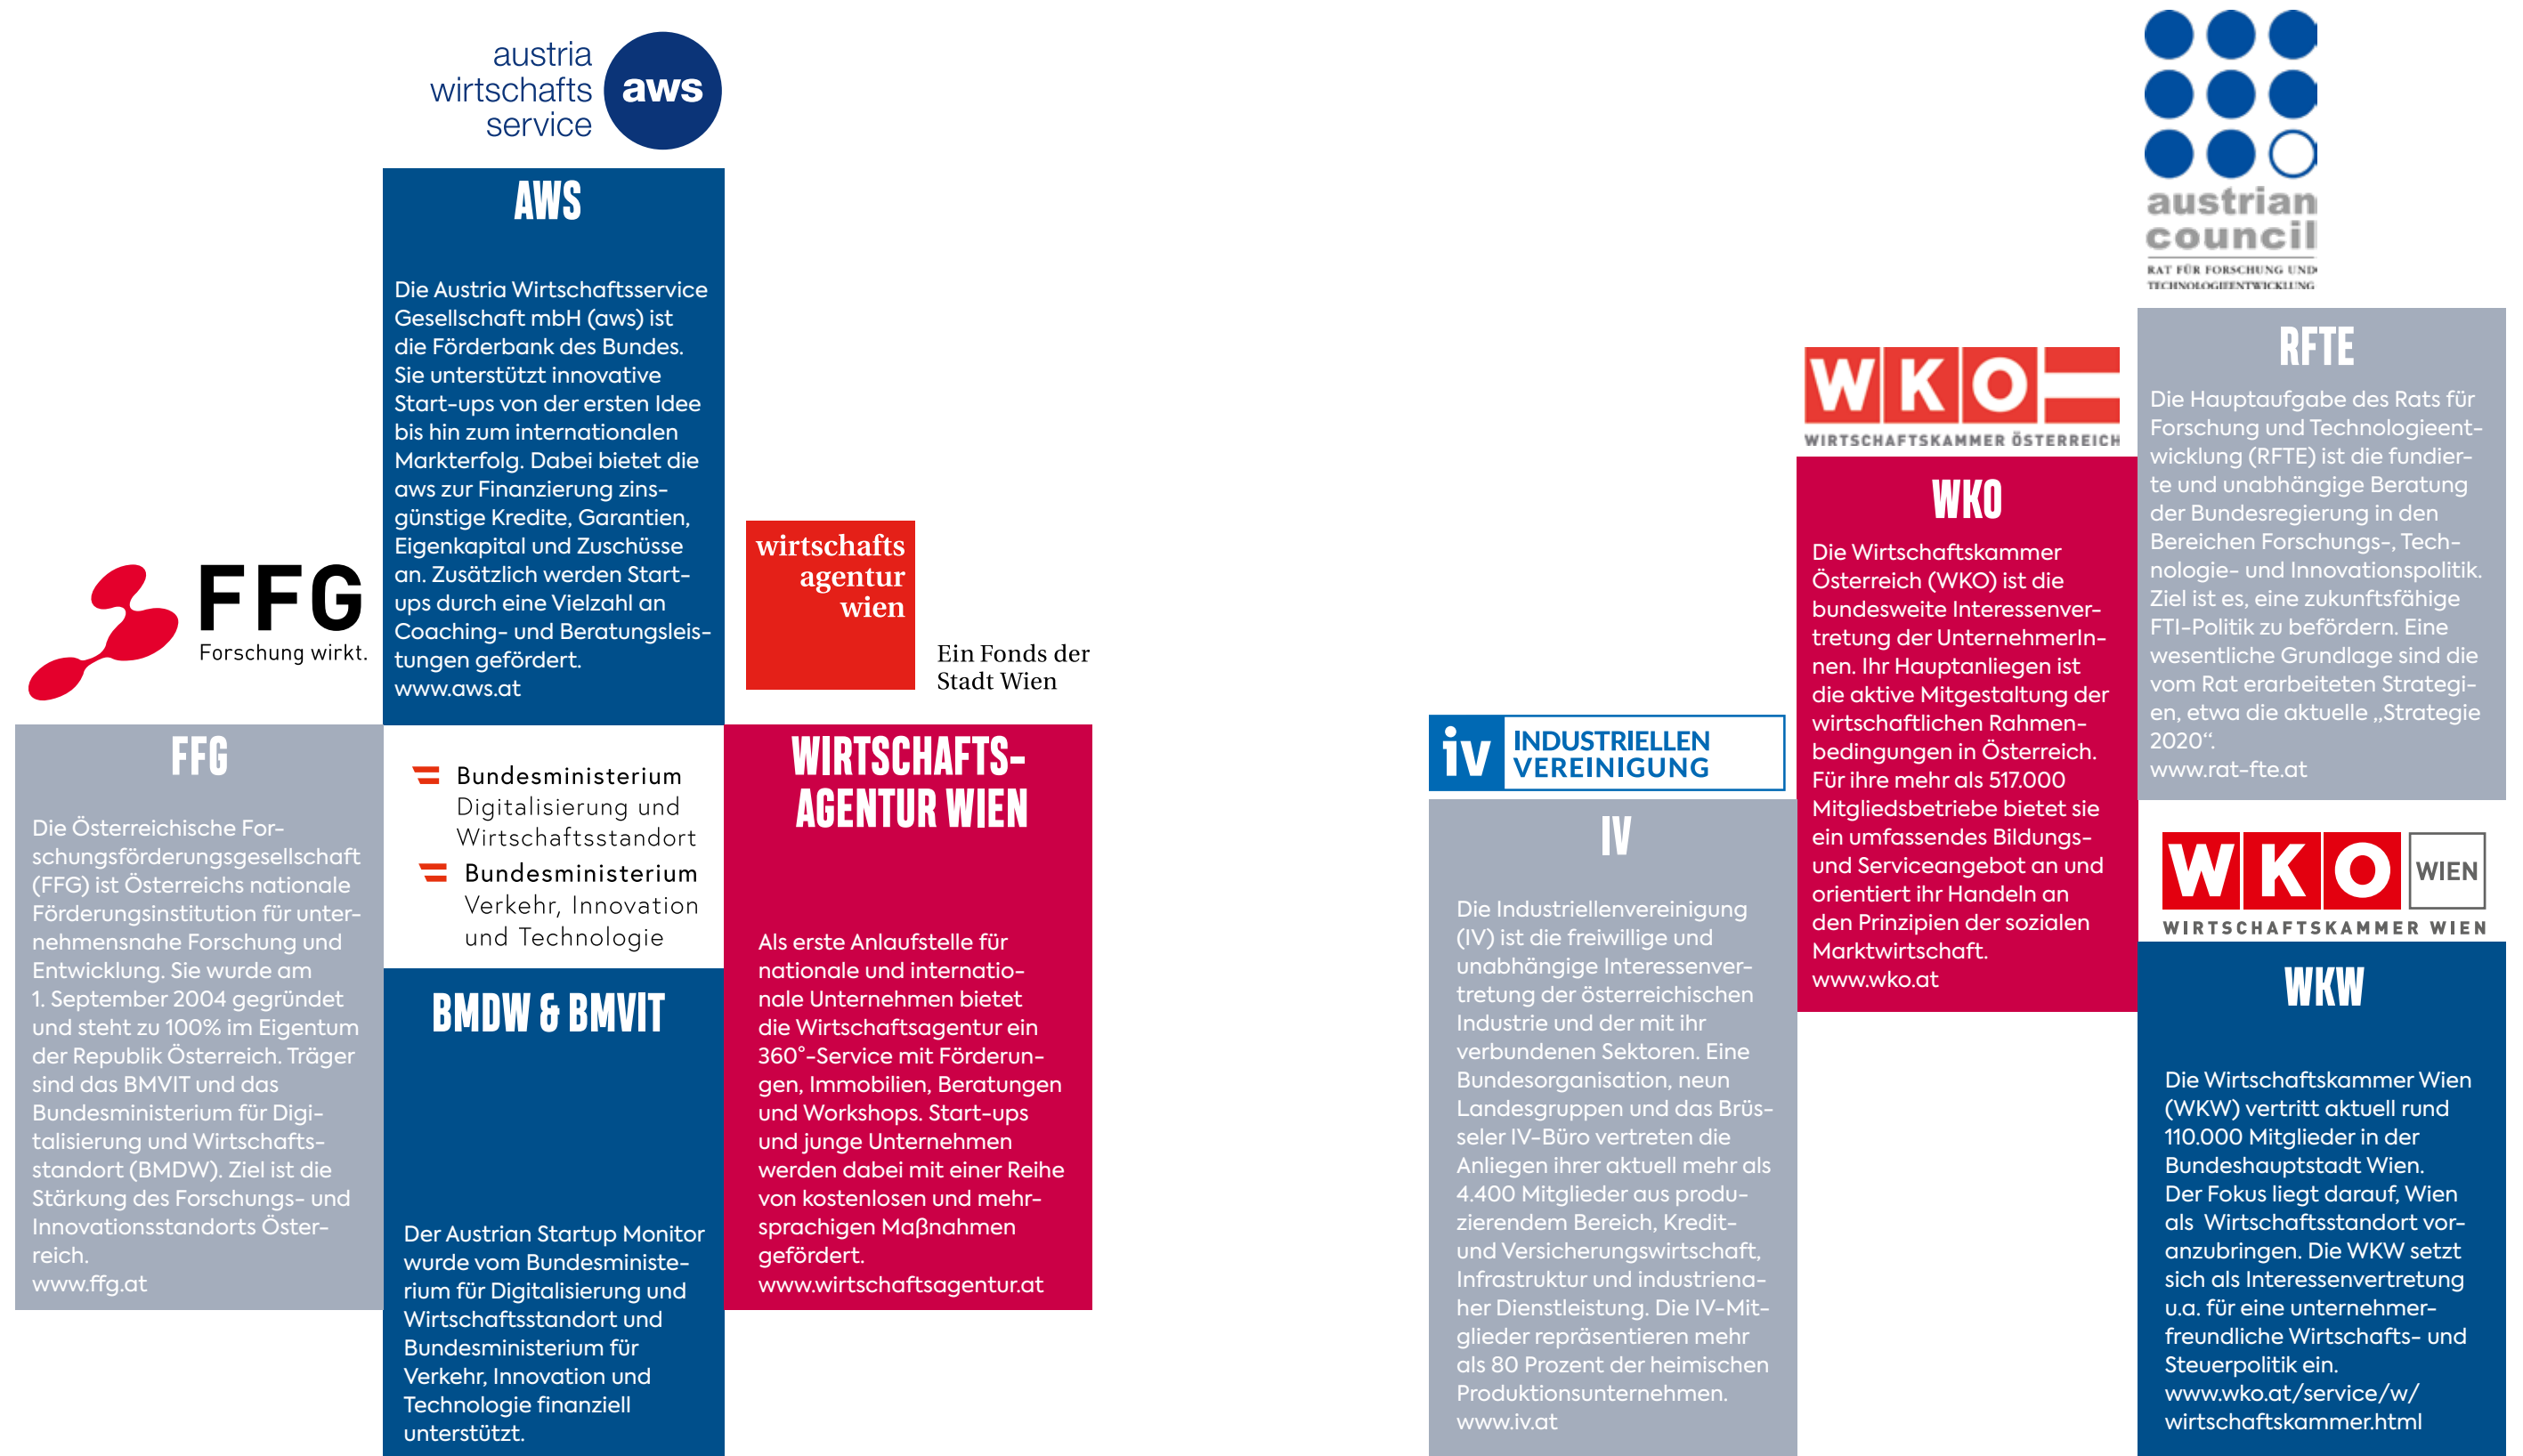 austria
wirtschafts
service
aws
AWS
Die Austria Wirtschaftsservice
Gesellschaft mbH (aws) ist
die Förderbank des Bundes.
Sie unterstützt innovative
Start-ups von der ersten Idee
bis hin zum internationalen
Markterfolg. Dabei bietet die
aws zur Finanzierung zins-
günstige Kredite, Garantien,
Eigenkapital und Zuschüsse
an. Zusätzlich werden Start-
ups durch eine Vielzahl an
Coaching- und Beratungsleis-
tungen gefördert.
www.aws.at
FFG
Forschung wirkt.
FFG
Die Österreichische For-
schungsförderungsgesellschaft
(FFG) ist Österreichs nationale
Förderungsinstitution für unter-
nehmensnahe Forschung und
Entwicklung. Sie wurde am
1. September 2004 gegründet
und steht zu 100% im Eigentum
der Republik Österreich. Träger
sind das BMVIT und das
Bundesministerium für Digi-
talisierung und Wirtschafts-
standort (BMDW). Ziel ist die
Stärkung des Forschungs- und
Innovationsstandorts Öster-
reich.
www.ffg.at
Bundesministerium
Digitalisierung und
Wirtschaftsstandort
Bundesministerium
Verkehr, Innovation
und Technologie
BMDW & BMVIT
Der Austrian Startup Monitor
wurde vom Bundesministe-
rium für Digitalisierung und
Wirtschaftsstandort und
Bundesministerium für
Verkehr, Innovation und
Technologie finanziell
unterstützt.
wirtschafts
agentur
wien
Ein Fonds der
Stadt Wien
WIRTSCHAFTS-
AGENTUR WIEN
Als erste Anlaufstelle für
nationale und internatio-
nale Unternehmen bietet
die Wirtschaftsagentur ein
360°-Service mit Förderun-
gen, Immobilien, Beratungen
und Workshops. Start-ups
und junge Unternehmen
werden dabei mit einer Reihe
von kostenlosen und mehr-
sprachigen Maßnahmen
gefördert.
www.wirtschaftsagentur.at
iv INDUSTRIELLEN
VEREINIGUNG
IV
Die Industriellenvereinigung
(IV) ist die freiwillige und
unabhängige Interessenver-
tretung der österreichischen
Industrie und der mit ihr
verbundenen Sektoren. Eine
Bundesorganisation, neun
Landesgruppen und das Brüs-
seler IV-Büro vertreten die
Anliegen ihrer aktuell mehr als
4.400 Mitglieder aus produ-
zierendem Bereich, Kredit-
und Versicherungswirtschaft,
Infrastruktur und industriena-
her Dienstleistung. Die IV-Mit-
glieder repräsentieren mehr
als 80 Prozent der heimischen
Produktionsunternehmen.
www.iv.at
WKO
WIRTSCHAFTSKAMMER ÖSTERREICH
WKO
Die Wirtschaftskammer
Österreich (WKO) ist die
bundesweite Interessenver-
tretung der UnternehmerIn-
nen. Ihr Hauptanliegen ist
die aktive Mitgestaltung der
wirtschaftlichen Rahmen-
bedingungen in Österreich.
Für ihre mehr als 517.000
Mitgliedsbetriebe bietet sie
ein umfassendes Bildungs-
und Serviceangebot an und
orientiert ihr Handeln an
den Prinzipien der sozialen
Marktwirtschaft.
www.wko.at
austrian
council
RAT FÜR FORSCHUNG UND
TECHNOLOGIEENTWICKLUNG
RFTE
Die Hauptaufgabe des Rats für
Forschung und Technologieent-
wicklung (RFTE) ist die fundier-
te und unabhängige Beratung
der Bundesregierung in den
Bereichen Forschungs-, Tech-
nologie- und Innovationspolitik.
Ziel ist es, eine zukunftsfähige
FTI-Politik zu befördern. Eine
wesentliche Grundlage sind die
vom Rat erarbeiteten Strategi-
en, etwa die aktuelle „Strategie
2020“.
www.rat-fte.at
WKO WIEN
WIRTSCHAFTSKAMMER WIEN
WKW
Die Wirtschaftskammer Wien
(WKW) vertritt aktuell rund
110.000 Mitglieder in der
Bundeshauptstadt Wien.
Der Fokus liegt darauf, Wien
als Wirtschaftsstandort vor-
anzubringen. Die WKW setzt
sich als Interessenvertretung
u.a. für eine unternehmer-
freundliche Wirtschafts- und
Steuerpolitik ein.
www.wko.at/service/w/
wirtschaftskammer.html